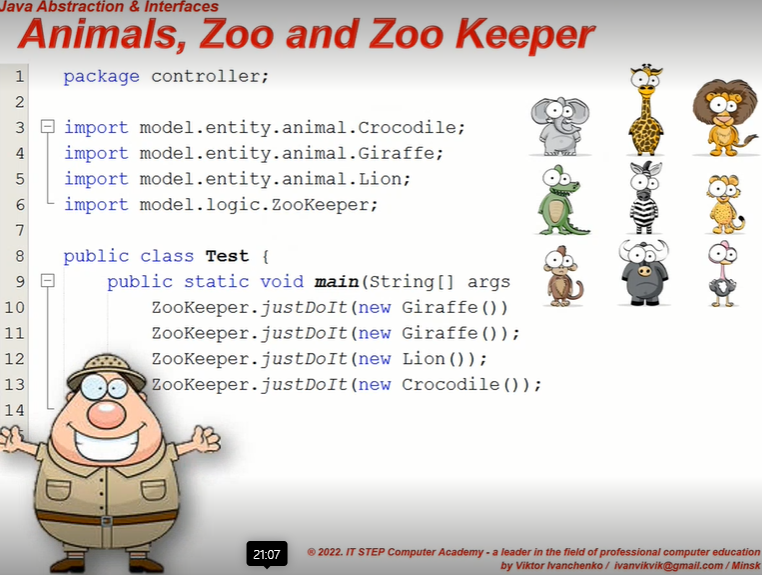 Java Abstraction & Interfaces
Animals, Zoo and Zoo Keeper
1 package controller;
2
3 import model.entity.animal.Crocodile;
4 import model.entity.animal.Giraffe;
5 import model.entity.animal.Lion;
6 import model.logic.ZooKeeper;
7
8 public class Test {
9 public static void main(String[] args
10 ZooKeeper.justDoIt(new Giraffe())
11 ZooKeeper.justDoIt(new Giraffe());
12 ZooKeeper.justDoIt(new Lion());
13 ZooKeeper.justDoIt(new Crocodile());
14
21:07
® 2022. IT STEP Computer Academy - a leader in the field of professional computer education
by Viktor Ivanchenko / ivanvikvik@gmail.com / Minsk